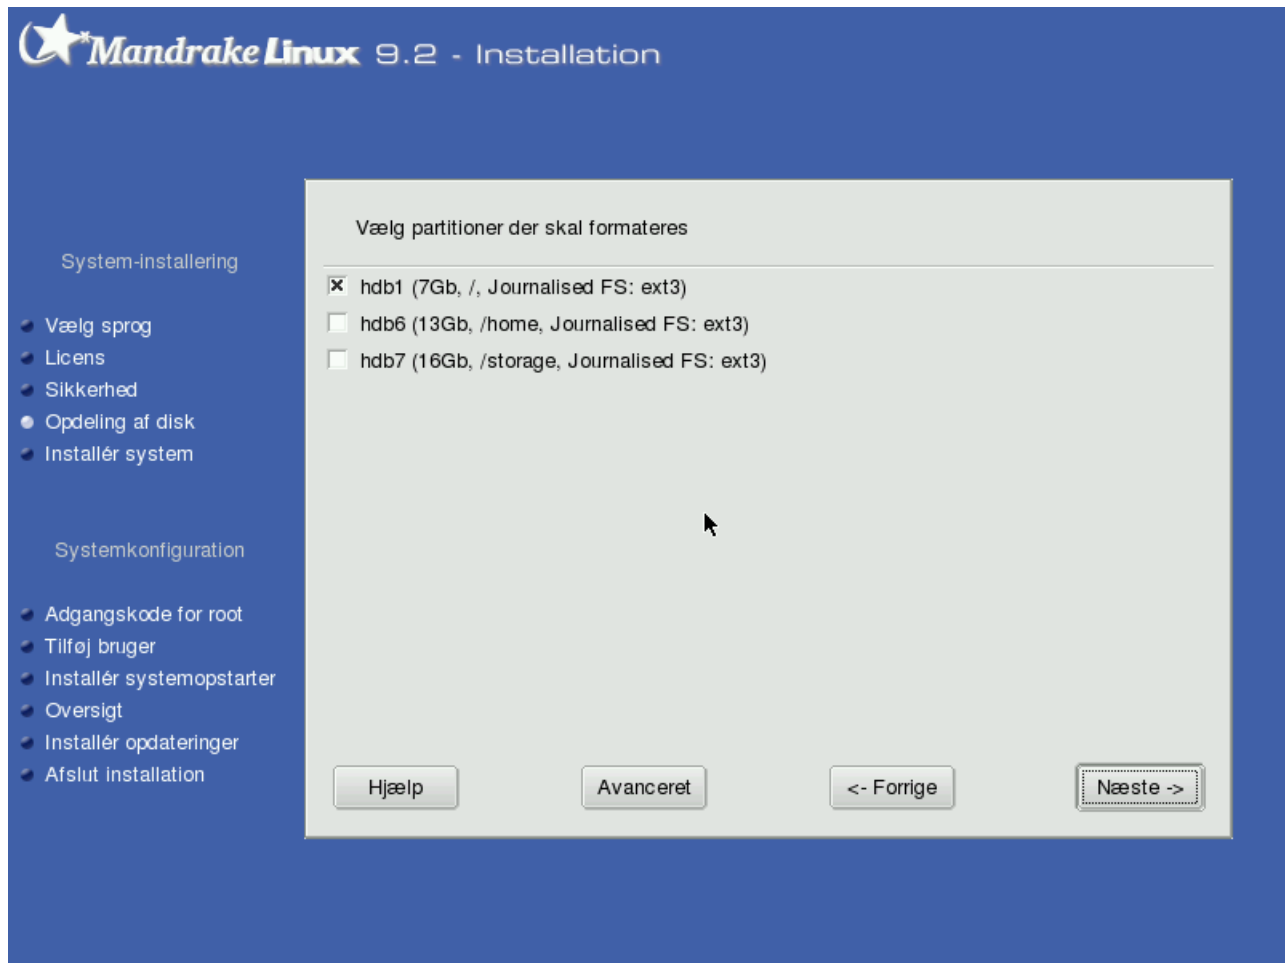 Mandrake Linux 9.2 - Installation
System-installering
Vælg sprog
Licens
Sikkerhed
Opdeling af disk
Installér system
Systemkonfiguration
Adgangskode for root
Tilføj bruger
Installér systemopstarter
Oversigt
Installér opdateringer
Afslut installation
Vælg partitioner der skal formateres
hdb1 (7Gb, /, Journalised FS: ext3)
hdb6 (13Gb, /home, Journalised FS: ext3)
hdb7 (16Gb, /storage, Journalised FS: ext3)
Hjælp
Avanceret
<- Forrige
Næste ->